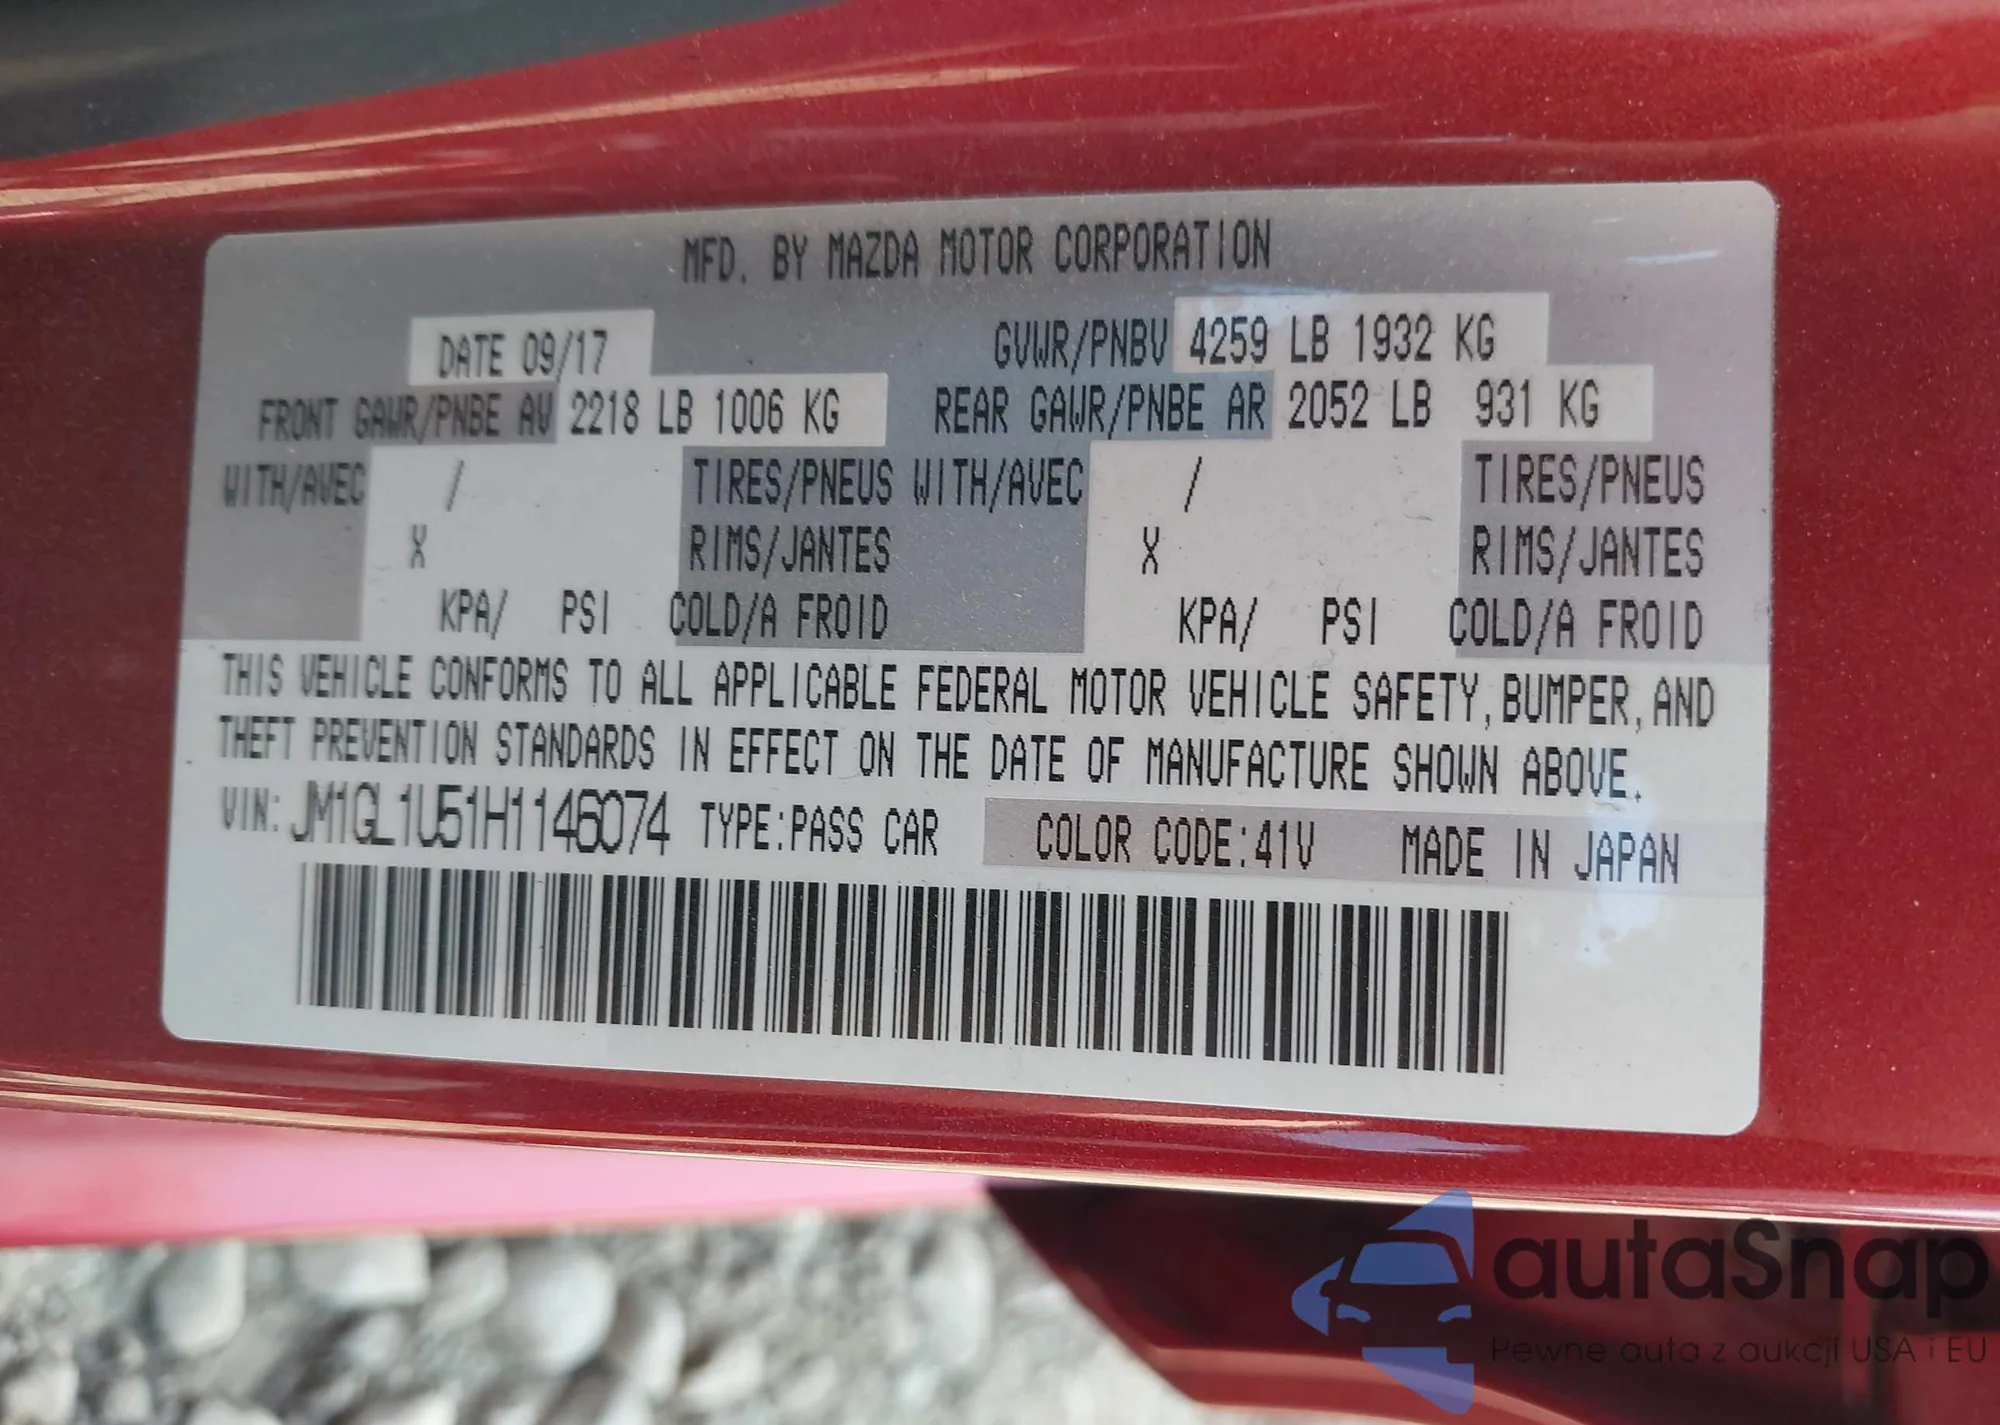 MFD. BY MAZDA MOTOR CORPORATION
DATE 09/17 GVWR/PNBV 4259 LB 1932 KG
FRONT GAWR/PNBE AV 2218 LB 1006 KG REAR GAWR/PNBE AR 2052 LB 931 KG
WITH/AVEC / TIRES/PNEUS WITH/AVEC / TIRES/PNEUS
X RIMS/JANTES X RIMS/JANTES
KPA/ PSI COLD/A FROID KPA/ PSI COLD/A FROID
THIS VEHICLE CONFORMS TO ALL APPLICABLE FEDERAL MOTOR VEHICLE SAFETY, BUMPER, AND
THEFT PREVENTION STANDARDS IN EFFECT ON THE DATE OF MANUFACTURE SHOWN ABOVE.
VIN: JM1GL1U51H1146074 TYPE:PASS CAR COLOR CODE:41V MADE IN JAPAN
autaSnap
Pewne auta z aukcji USA i EU